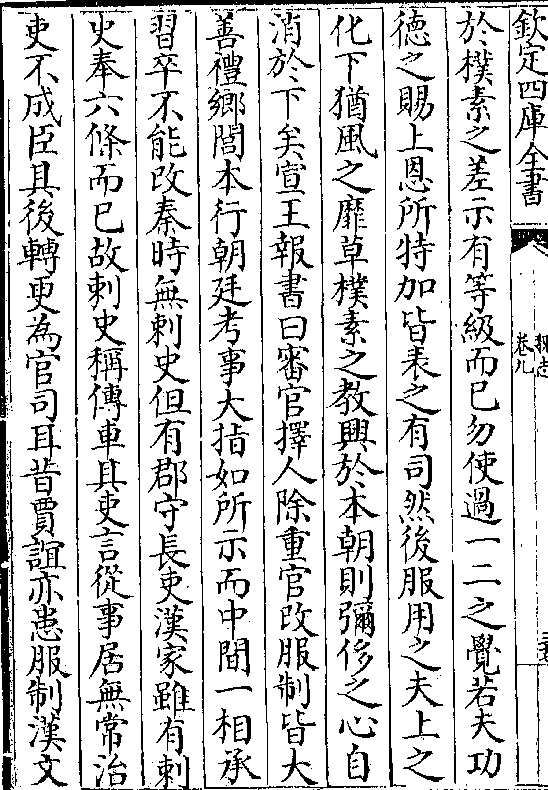 欽定四庫全書
卷九
於樸素之差示有等級而已勿使過一二之覺若夫功
德之賜上恩所特加皆表之有司然後服用之夫上之
化下猶風之靡草樸素之教興於本朝則彌侈之心自
消於下矣宣王報書曰審官擇人除重官改服制皆大
善禮鄉閭本行朝廷考事大指如所示而中間一相承
習卒不能改秦時無刺史但有郡守長吏漢家雖有刺
史奉六條而已故刺史稱傳車其吏言從事居無常治
吏不成臣其後轉更為官司耳昔賈誼亦患服制漢文